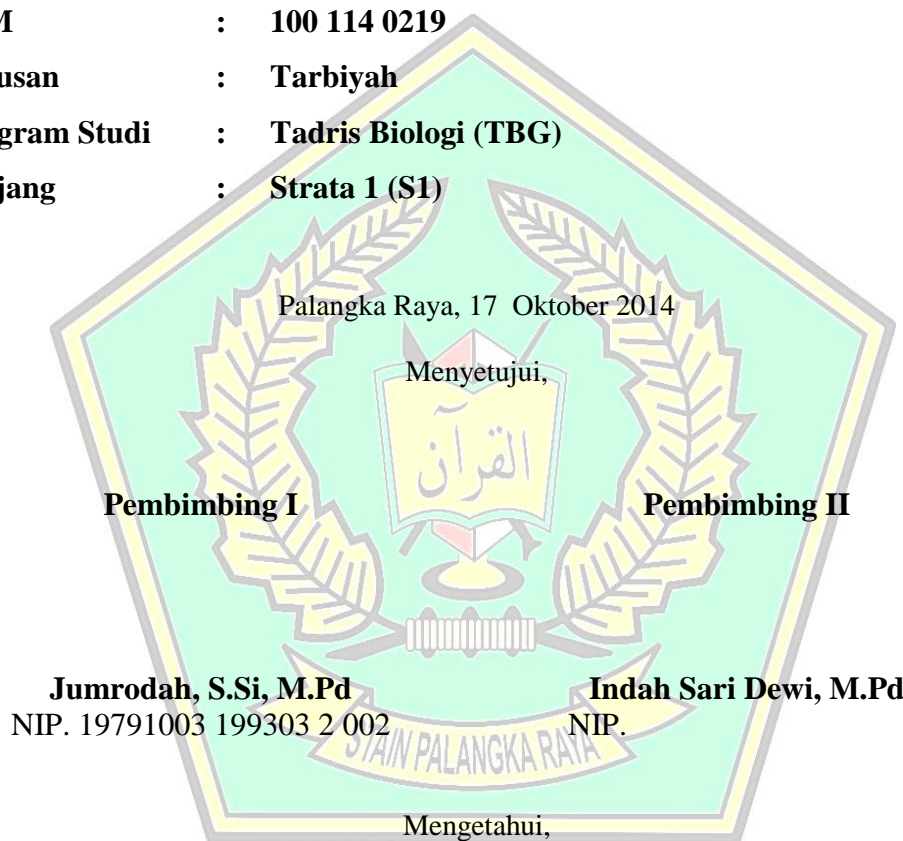 M : 100 114 0219
usan : Tarbiyah
gram Studi : Tadris Biologi (TBG)
jang : Strata 1 (S1)
Palangka Raya, 17 Oktober 2014
Menyetujui,
القرآن
Pembimbing I Pembimbing II
Jumrodah, S.Si, M.Pd Indah Sari Dewi, M.Pd
NIP. 19791003 199303 2 002 NIP.
STAIN PALANGKA RAYA
Mengetahui,